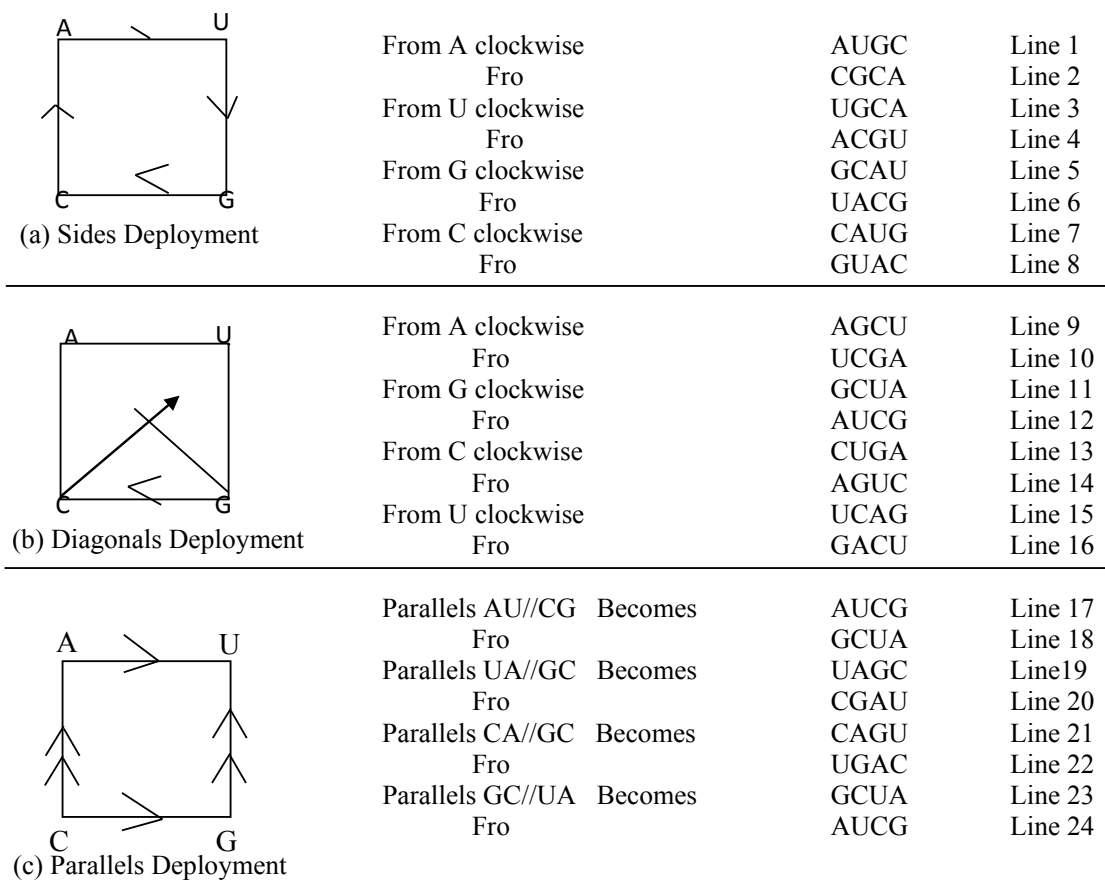 A U
From A clockwise AUGC Line 1
Fro CGCA Line 2
From U clockwise UGCA Line 3
Fro ACGU Line 4
From G clockwise GCAU Line 5
Fro UACG Line 6
From C clockwise CAUG Line 7
Fro GUAC Line 8
C G
(a) Sides Deployment
A U
From A clockwise AGCU Line 9
Fro UCGA Line 10
From G clockwise GCUA Line 11
Fro AUCG Line 12
From C clockwise CUGA Line 13
Fro AGUC Line 14
From U clockwise UCAG Line 15
Fro GACU Line 16
C G
(b) Diagonals Deployment
Parallels AU//CG Becomes AUCG Line 17
Fro GCUA Line 18
A U
Parallels UA//GC Becomes UAGC Line19
Fro CGAU Line 20
Parallels CA//GC Becomes CAGU Line 21
Fro UGAC Line 22
Parallels GC//UA Becomes GCUA Line 23
Fro AUCG Line 24
C G
(c) Parallels Deployment